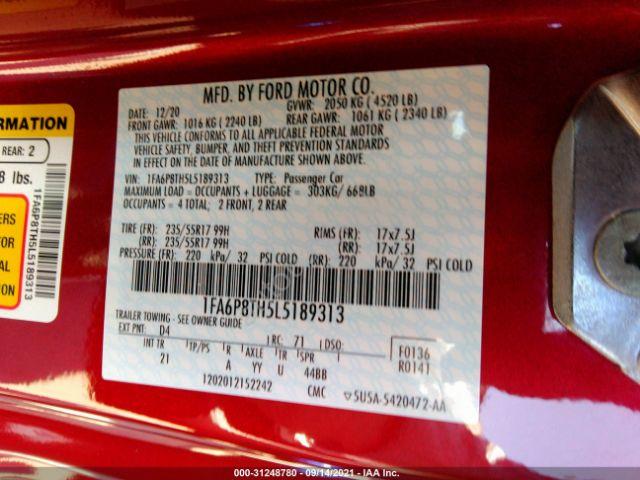 MFD. BY FORD MOTOR CO.
DATE: 12/20 GVWR: 2050 KG ( 4520 LB)
FRONT GAWR: 1016 KG ( 2240 LB) REAR GAWR: 1061 KG ( 2340 LB)
THIS VEHICLE CONFORMS TO ALL APPLICABLE FEDERAL MOTOR
VEHICLE SAFETY, BUMPER, AND THEFT PREVENTION STANDARDS
IN EFFECT ON THE DATE OF MANUFACTURE SHOWN ABOVE.
VIN: 1FA6P8TH5L5189313 TYPE: Passenger Car
MAXIMUM LOAD = OCCUPANTS + LUGGAGE = 303KG/ 668LB
OCCUPANTS = 4 TOTAL; 2 FRONT, 2 REAR
TIRE (FR): 235/55R17 99H RIMS (FR): 17x7.5J
(RR): 235/55R17 99H (RR): 17x7.5J
PRESSURE (FR): 220 kPa/ 32 PSI COLD (RR): 220 kPa/ 32 PSI COLD
1FA6P8TH5L5189313
TRAILER TOWING - SEE OWNER GUIDE
EXT PNT: D4 RC: 71 DSO:
INT TR TP/PS R AXLE TR SPR
21 A YY U 44BB
1202012152242 CMC
F0136
R0141
5U5A-5420472-AA
ORMATION
REAR: 2
8 lbs.
1FA6P8TH5L5189313
ERS
FOR
AL
ION
000-31248780 - 09/14/2021 - IAA Inc.